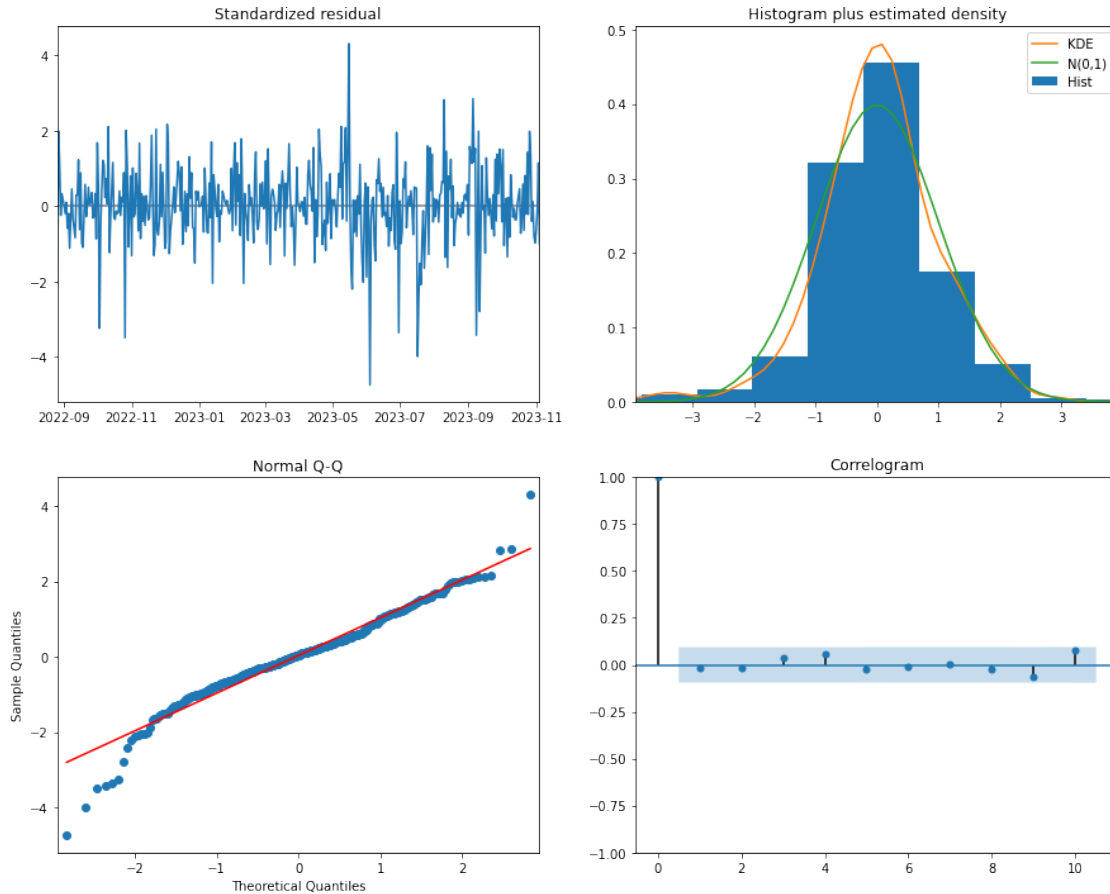 Standardized residual
4
2
0
−2
−4
2022-09 2022-11 2023-01 2023-03 2023-05 2023-07 2023-09 2023-11
Histogram plus estimated density
KDE
N(0,1)
Hist
0.5
0.4
0.3
0.2
0.1
0.0
−3 −2 −1 0 1 2 3
Normal Q-Q
Sample Quantiles
4
2
0
−2
−4
−2 −1 0 1 2
Theoretical Quantiles
Correlogram
1.00
0.75
0.50
0.25
0.00
−0.25
−0.50
−0.75
−1.00
0 2 4 6 8 10